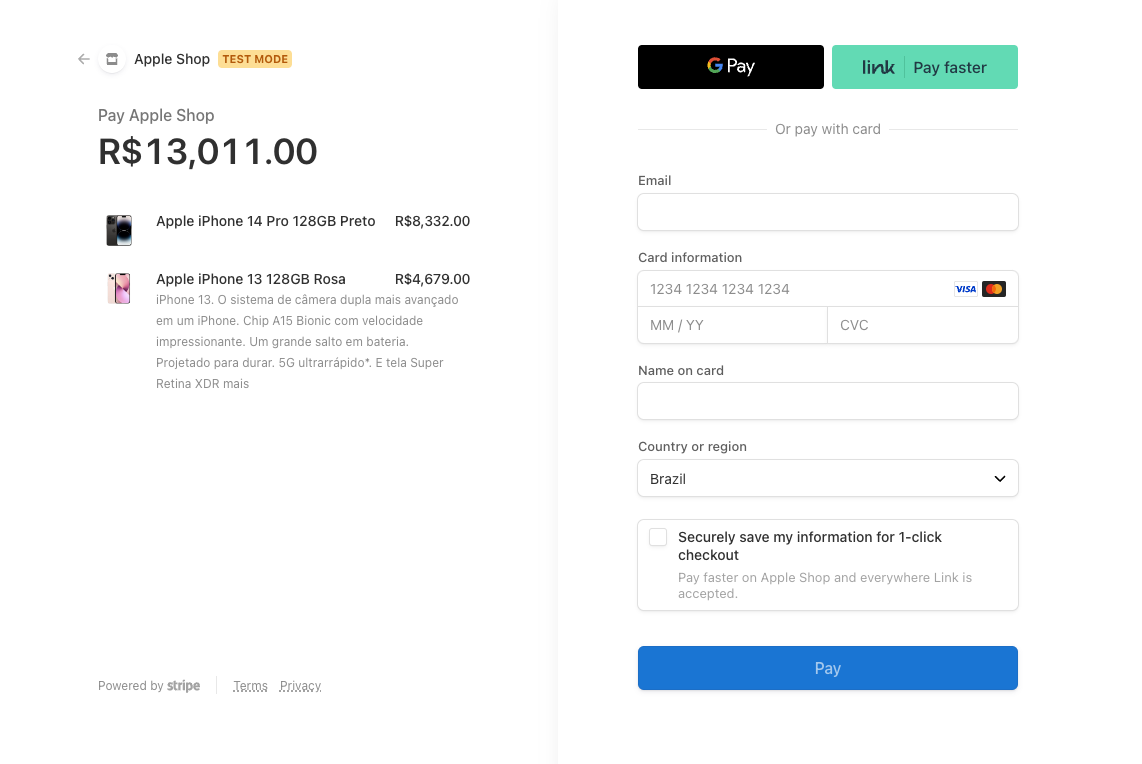 Apple Shop TEST MODE
Pay Apple Shop
R$13,011.00
Apple iPhone 14 Pro 128GB Preto R$8,332.00
Apple iPhone 13 128GB Rosa R$4,679.00
iPhone 13. O sistema de câmera dupla mais avançado
em um iPhone. Chip A15 Bionic com velocidade
impressionante. Um grande salto em bateria.
Projetado para durar. 5G ultrarrápido*. E tela Super
Retina XDR mais
Powered by stripe Terms Privacy
G Pay link Pay faster
Or pay with card
Email
Card information
1234 1234 1234 1234 VISA
MM / YY CVC
Name on card
Country or region
Brazil
Securely save my information for 1-click
checkout
Pay faster on Apple Shop and everywhere Link is
accepted.
Pay